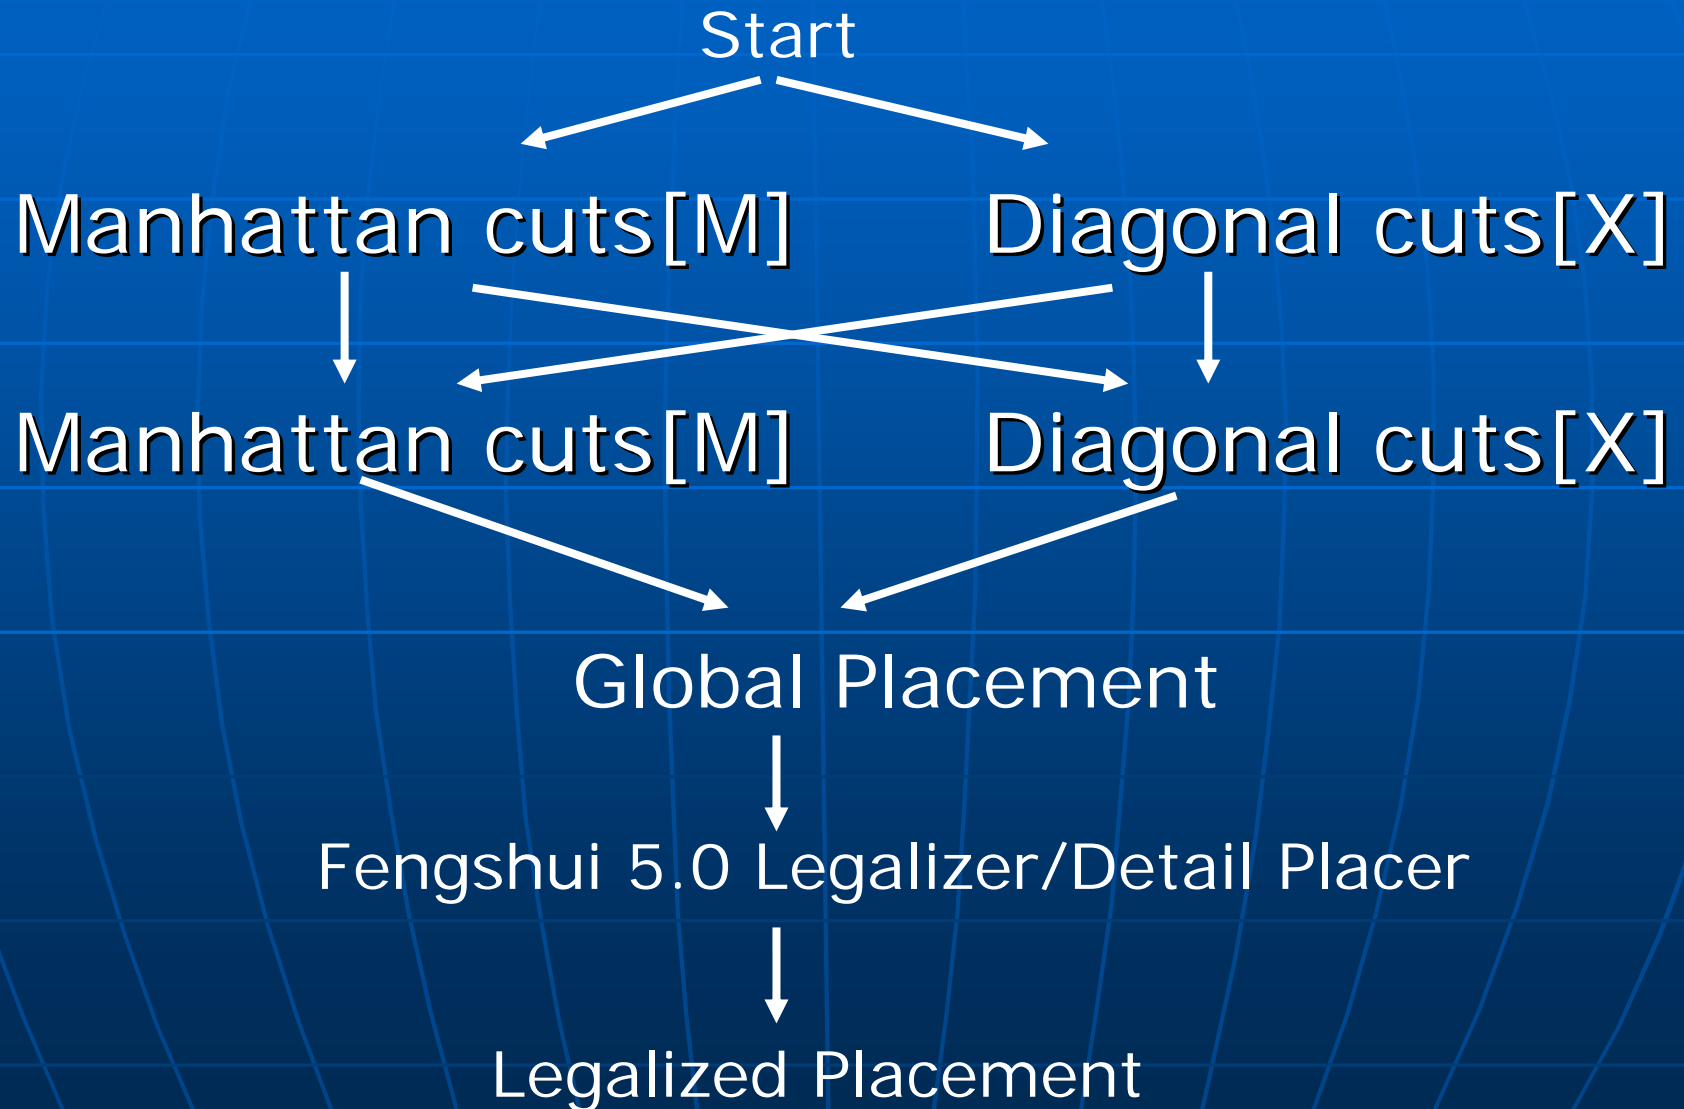 Start
Manhattan cuts[M] Diagonal cuts[X]
Manhattan cuts[M] Diagonal cuts[X]
Global Placement
Fengshui 5.0 Legalizer/Detail Placer
Legalized Placement